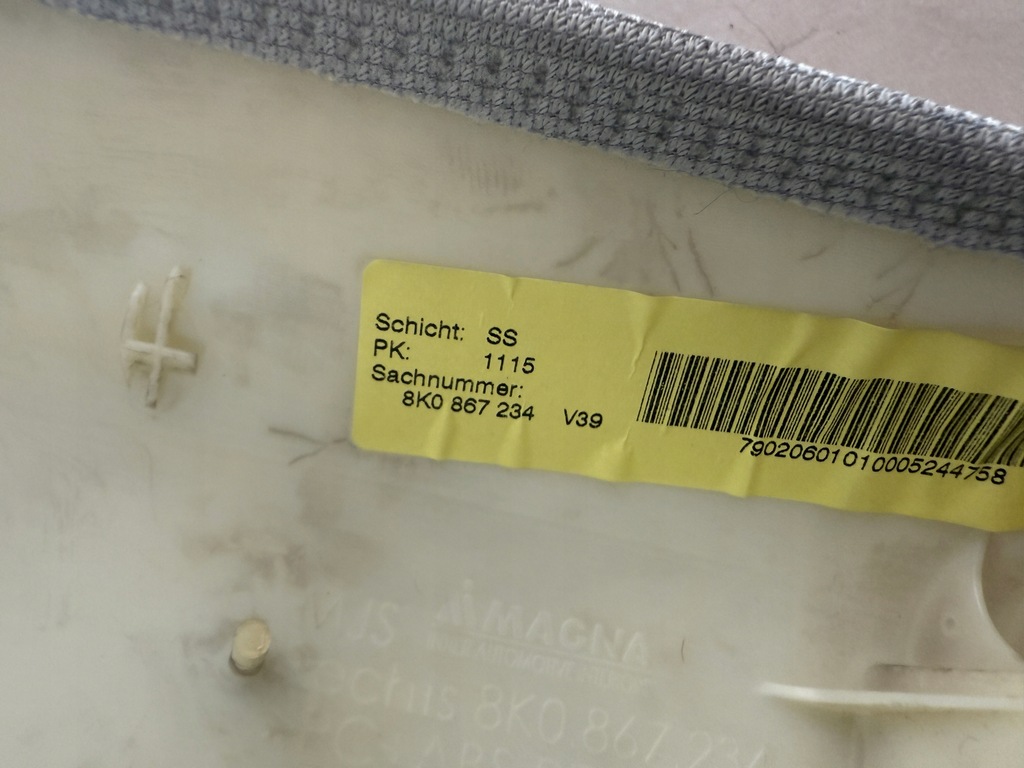 Schicht: SS
PK: 1115
Sachnummer:
8K0 867 234 V39
79020601010005244758
MAGNA
8K0 867 234